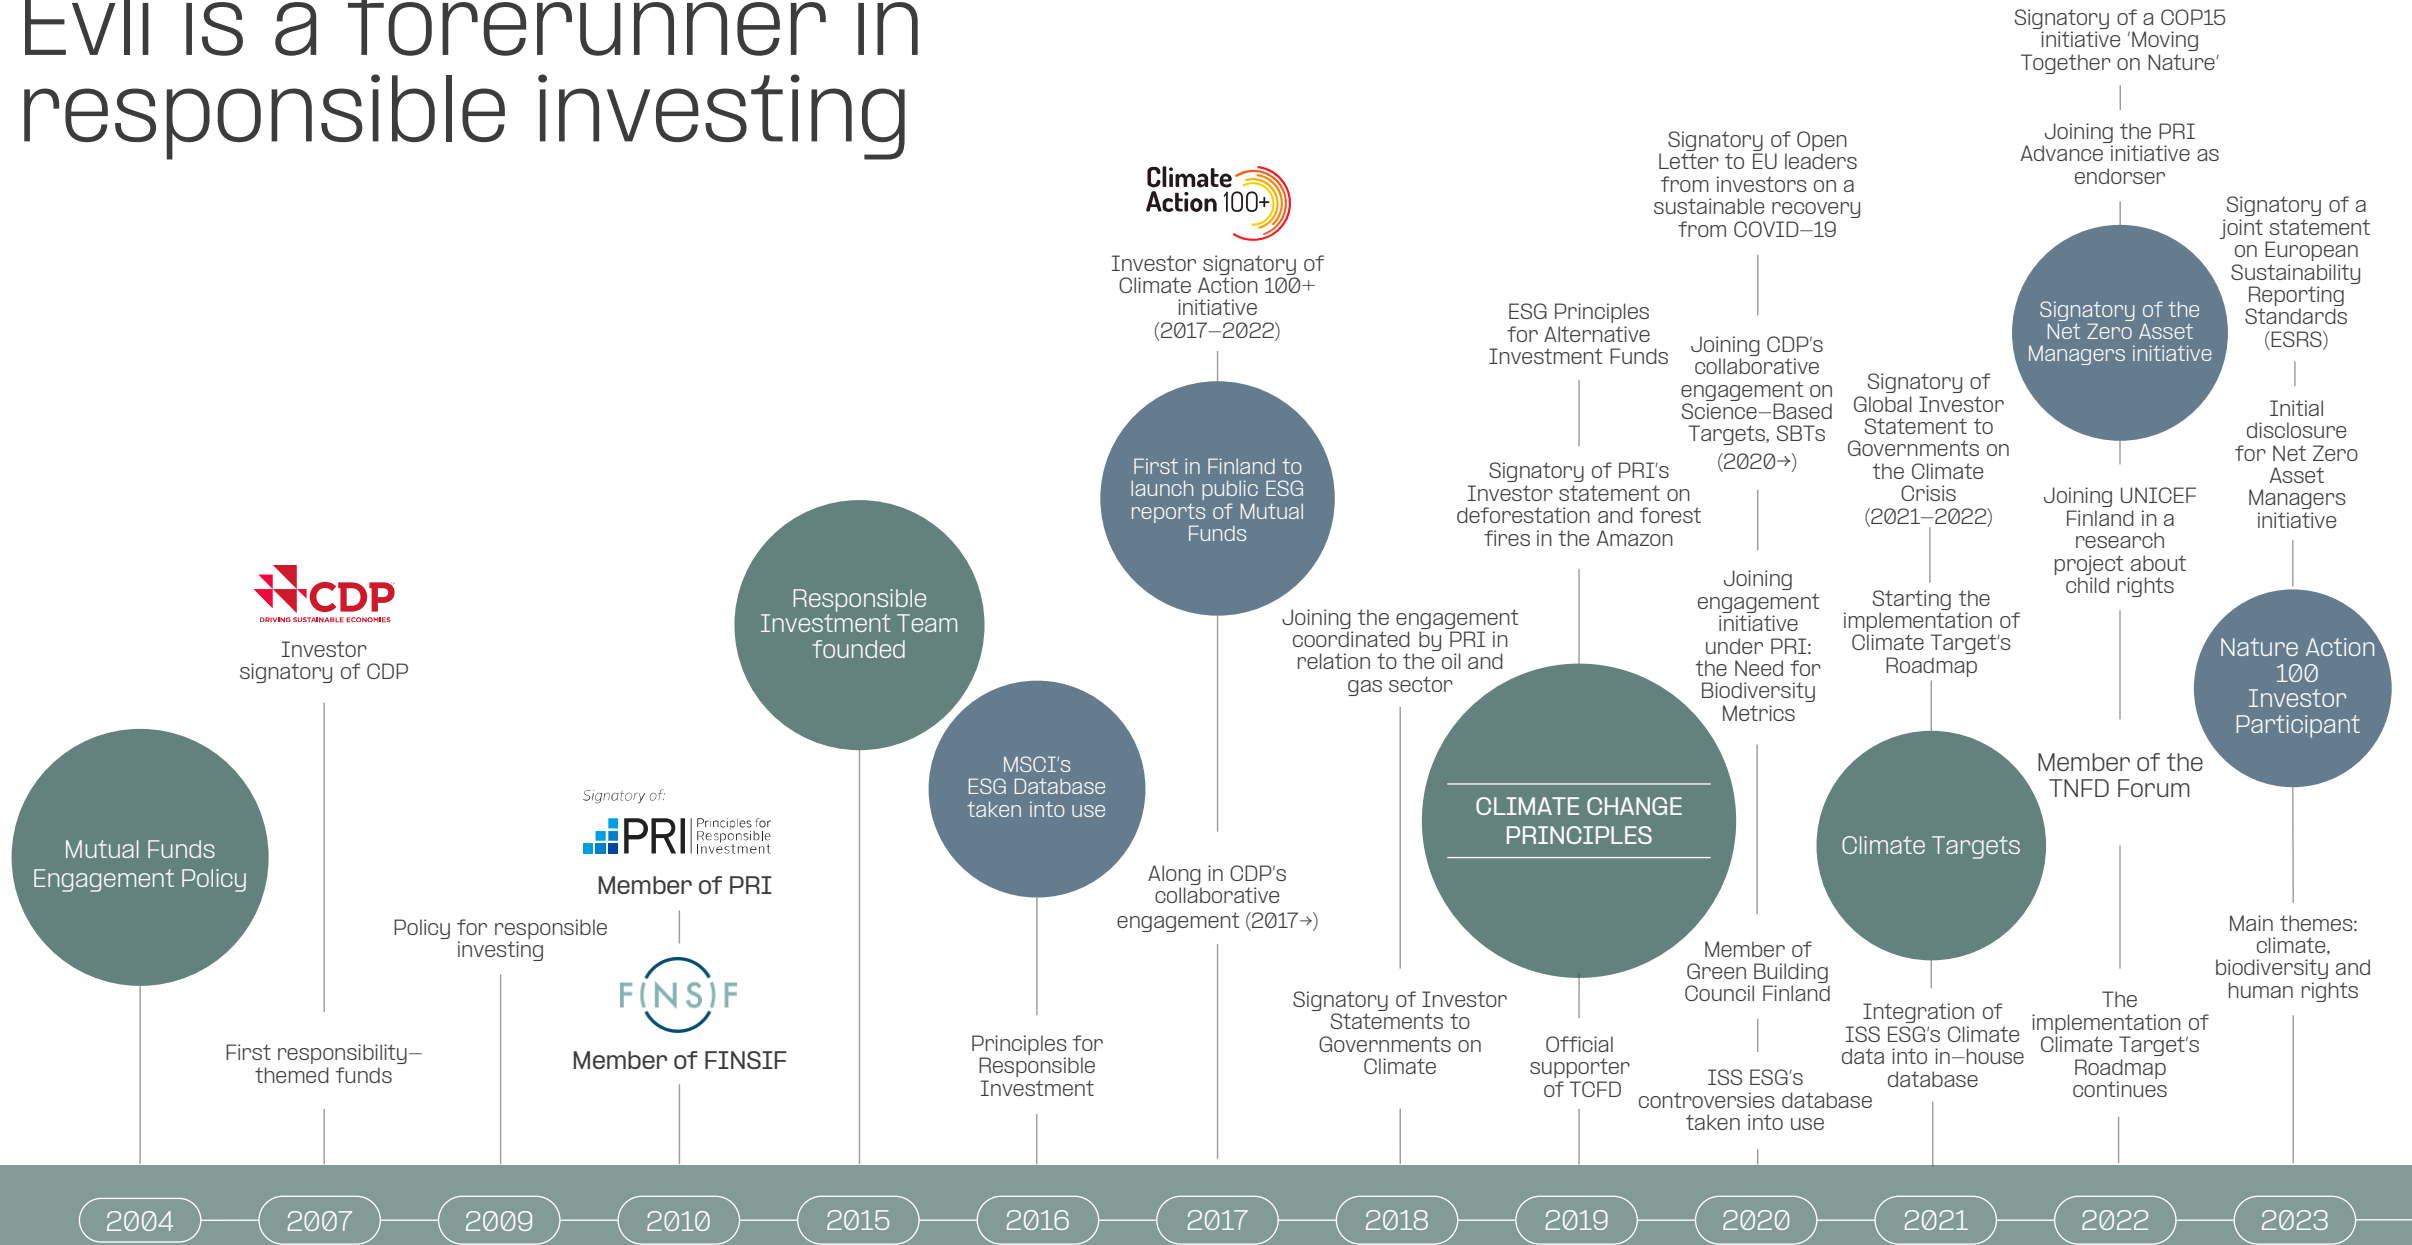 Evli is a forerunner in
responsible investing
Mutual Funds
Engagement Policy
CDP
DRIVING SUSTAINABLE ECONOMIES
Investor
signatory of CDP
First responsibility–
themed funds
Policy for responsible
investing
Signatory of:
PRI
Principles for
Responsible
Investment
Member of PRI
F(NS)F
Member of FINSIF
Responsible
Investment Team
founded
MSCI's
ESG Database
taken into use
Principles for
Responsible
Investment
Climate
Action 100+
Investor signatory of
Climate Action 100+
initiative
(2017–2022)
First in Finland to
launch public ESG
reports of Mutual
Funds
Along in CDP's
collaborative
engagement (2017→)
Joining the engagement
coordinated by PRI in
relation to the oil and
gas sector
Signatory of Investor
Statements to
Governments on
Climate
ESG Principles
for Alternative
Investment Funds
Signatory of PRI's
Investor statement on
deforestation and forest
fires in the Amazon
CLIMATE CHANGE
PRINCIPLES
Official
supporter
of TCFD
Signatory of Open
Letter to EU leaders
from investors on a
sustainable recovery
from COVID–19
Joining CDP's
collaborative
engagement on
Science–Based
Targets, SBTs
(2020→)
Joining
engagement
initiative
under PRI:
the Need for
Biodiversity
Metrics
Member of
Green Building
Council Finland
ISS ESG's
controversies database
taken into use
Signatory of
Global Investor
Statement to
Governments on
the Climate
Crisis
(2021–2022)
Starting the
implementation of
Climate Target's
Roadmap
Climate Targets
Integration of
ISS ESG's Climate
data into in–house
database
Signatory of a COP15
initiative 'Moving
Together on Nature'
Joining the PRI
Advance initiative as
endorser
Signatory of the
Net Zero Asset
Managers initiative
Joining UNICEF
Finland in a
research
project about
child rights
Member of the
TNFD Forum
The
implementation of
Climate Target's
Roadmap
continues
Signatory of a
joint statement
on European
Sustainability
Reporting
Standards
(ESRS)
Initial
disclosure
for Net Zero
Asset
Managers
initiative
Nature Action
100
Investor
Participant
Main themes:
climate,
biodiversity and
human rights
2004
2007
2009
2010
2015
2016
2017
2018
2019
2020
2021
2022
2023